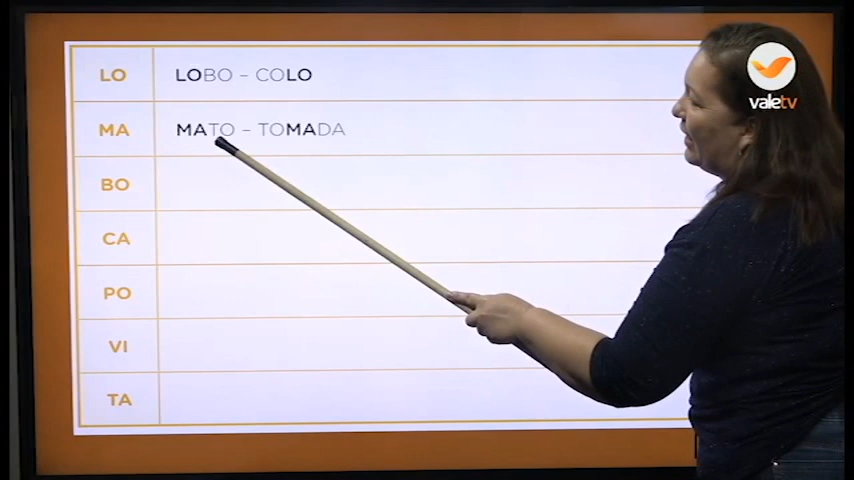 LO LOBO - COLO
MA MATO - TOMADA
BO
CA
PO
VI
TA
valetv